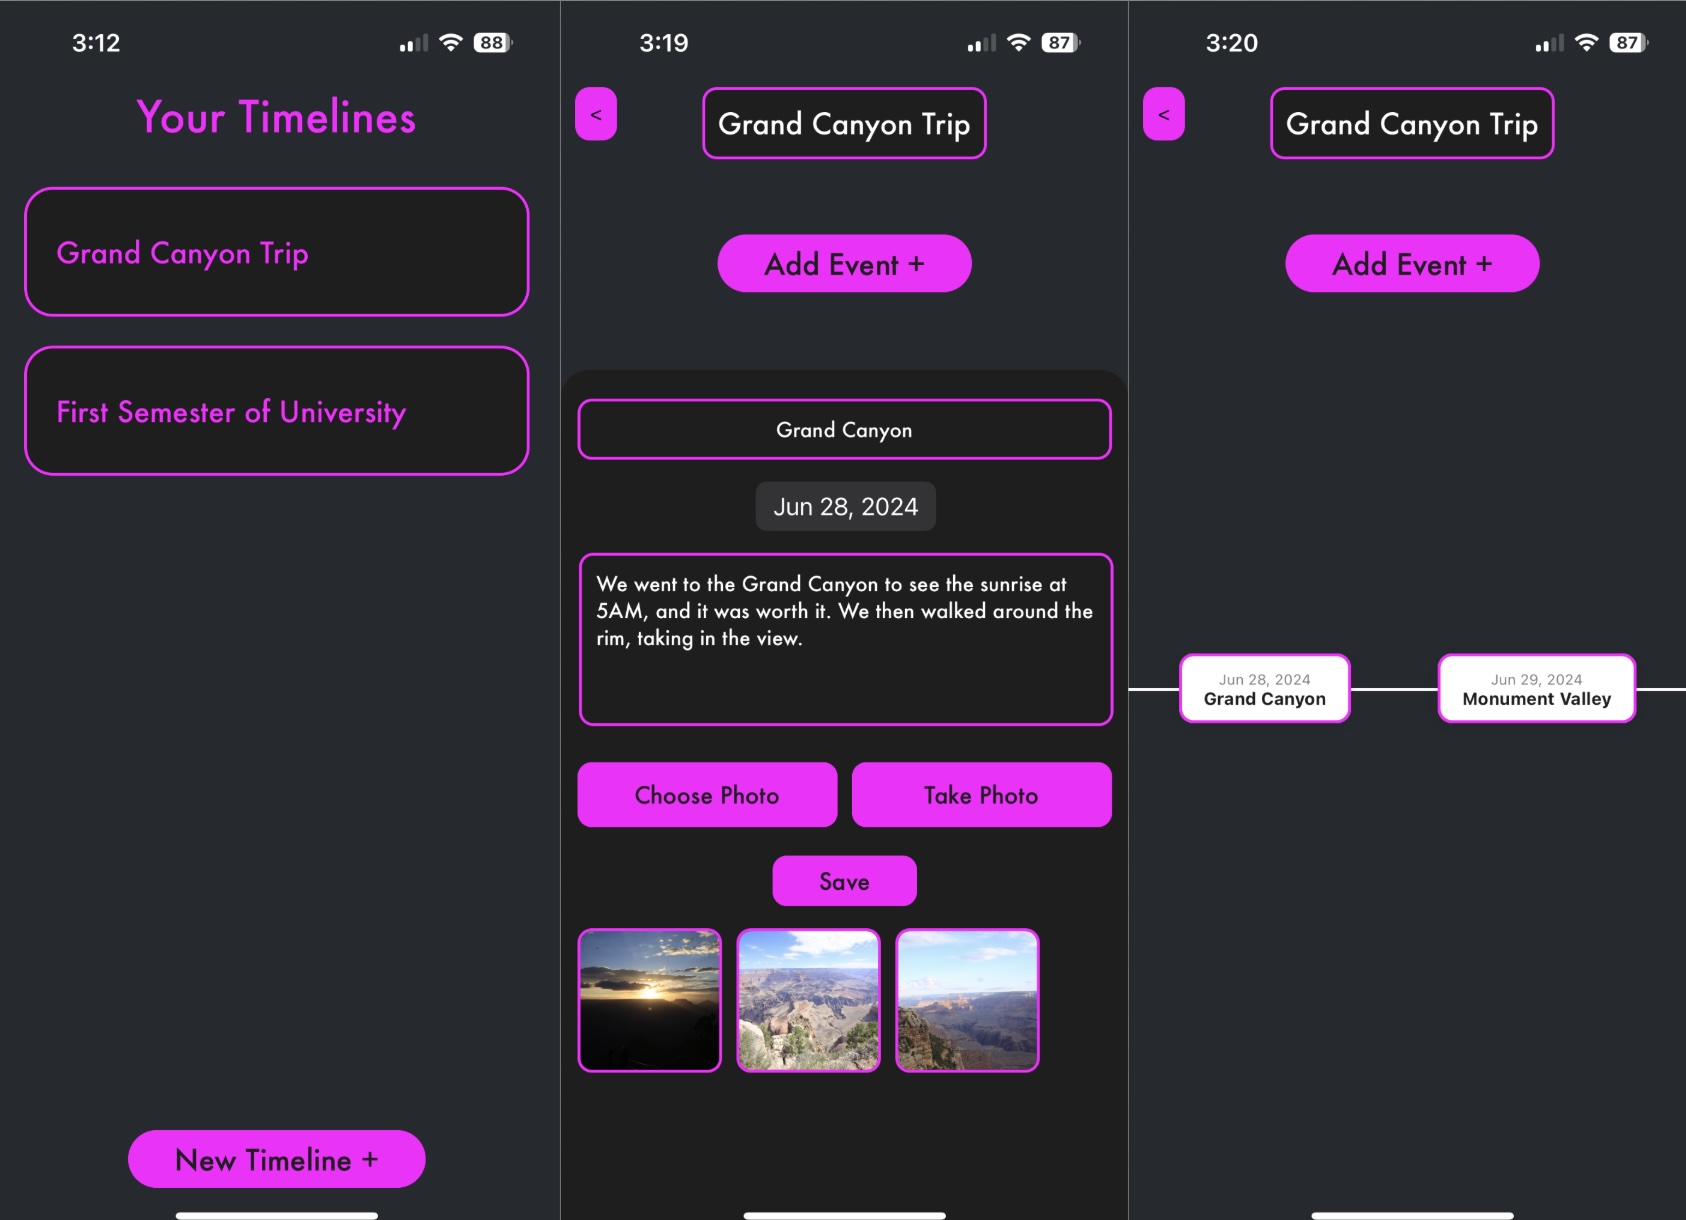 3:12
88
Your Timelines
Grand Canyon Trip
First Semester of University
New Timeline +
3:19
87
<
Grand Canyon Trip
Add Event +
Grand Canyon
Jun 28, 2024
We went to the Grand Canyon to see the sunrise at
5AM, and it was worth it. We then walked around the
rim, taking in the view.
Choose Photo
Take Photo
Save
3:20
87
<
Grand Canyon Trip
Add Event +
Jun 28, 2024
Grand Canyon
Jun 29, 2024
Monument Valley